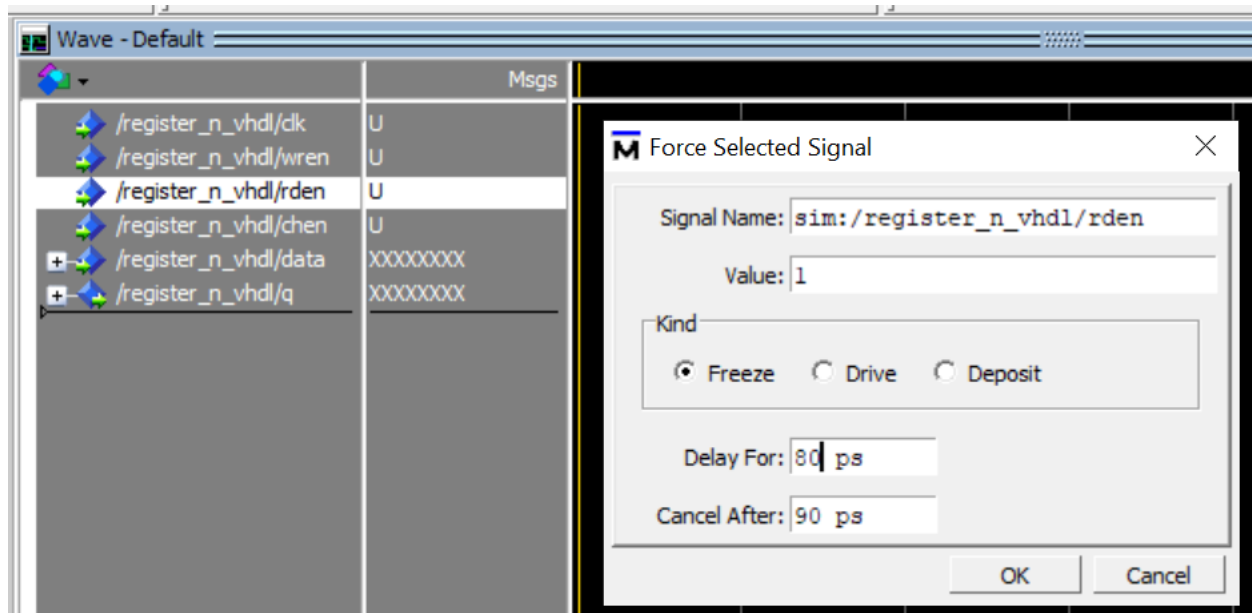 Wave - Default
Msgs
/register_n_vhdl/clk U
/register_n_vhdl/wren U
/register_n_vhdl/rden U
/register_n_vhdl/chen U
/register_n_vhdl/data XXXXXXXX
/register_n_vhdl/q XXXXXXXX
M Force Selected Signal
Signal Name: sim:/register_n_vhdl/rden
Value: 1
Kind
Freeze Drive Deposit
Delay For: 80 ps
Cancel After: 90 ps
OK Cancel